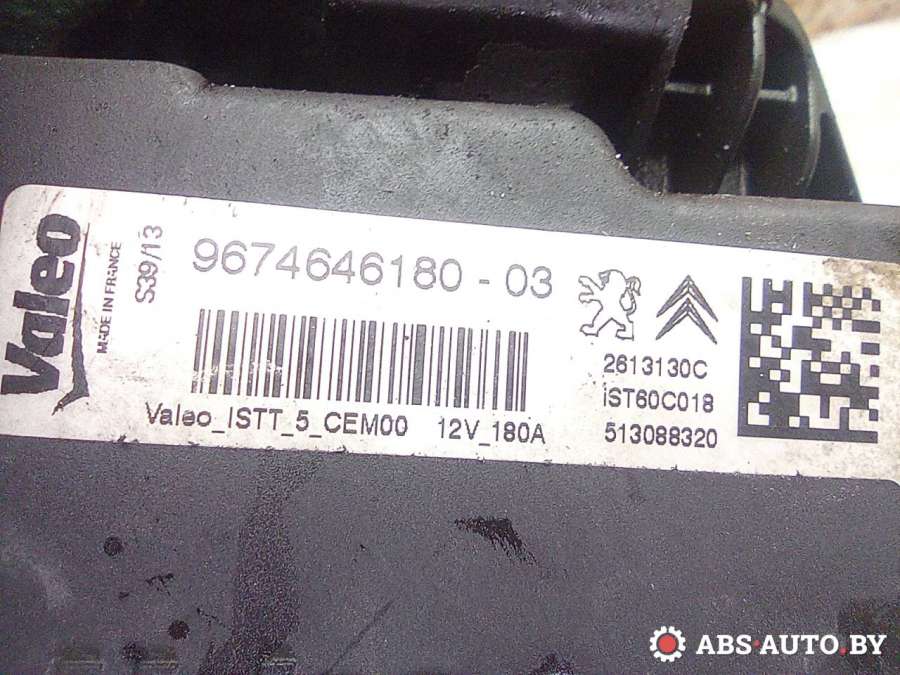 Valeo
MADE IN FRANCE
S39/13
9674646180 - 03
2613130C
iST60C018
513088320
Valeo_ISTT_5_CEM00 12V_180A
ABS-AUTO.BY